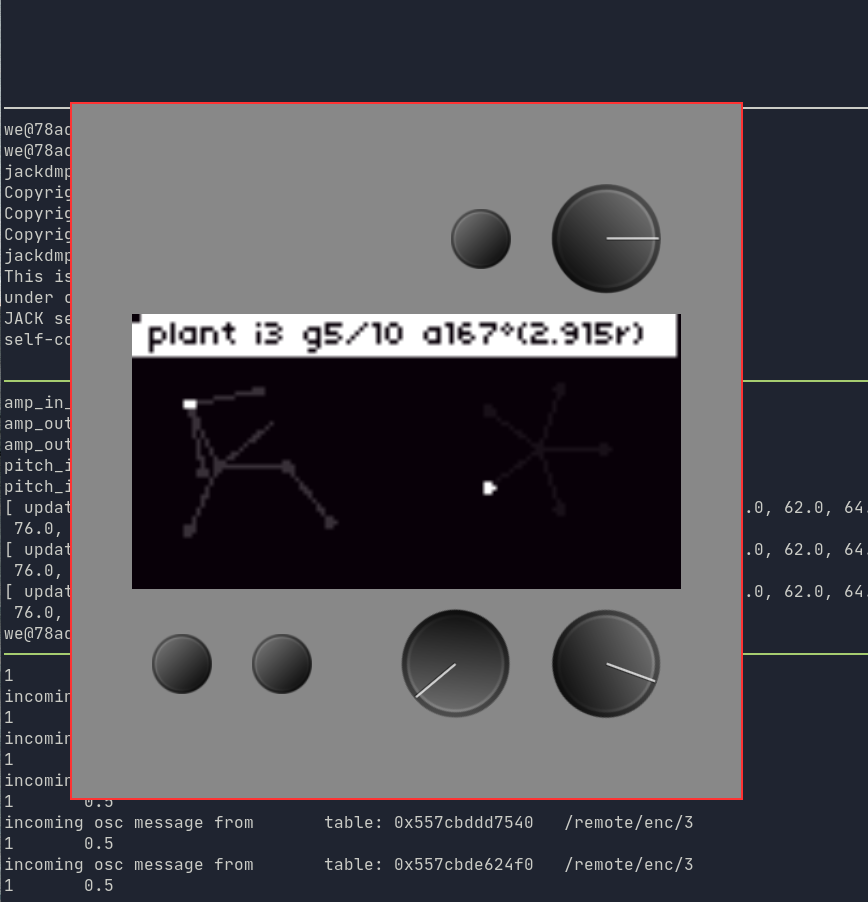 we@78ad
we@78ad
jackdmp
Copyrig
Copyrig
Copyrig
jackdmp
This is
under c
JACK se
self-co
plant i3 g5/10 a167°(2.915r)
amp_in_
amp_out
amp_out
pitch_i
pitch_i
[ updat .0, 62.0, 64.
76.0,
[ updat .0, 62.0, 64.
76.0,
[ updat .0, 62.0, 64.
76.0,
we@78ad
1
incomin
1
incomin
1
incomin
1 0.5
incoming osc message from table: 0x557cbddd7540 /remote/enc/3
1 0.5
incoming osc message from table: 0x557cbde624f0 /remote/enc/3
1 0.5